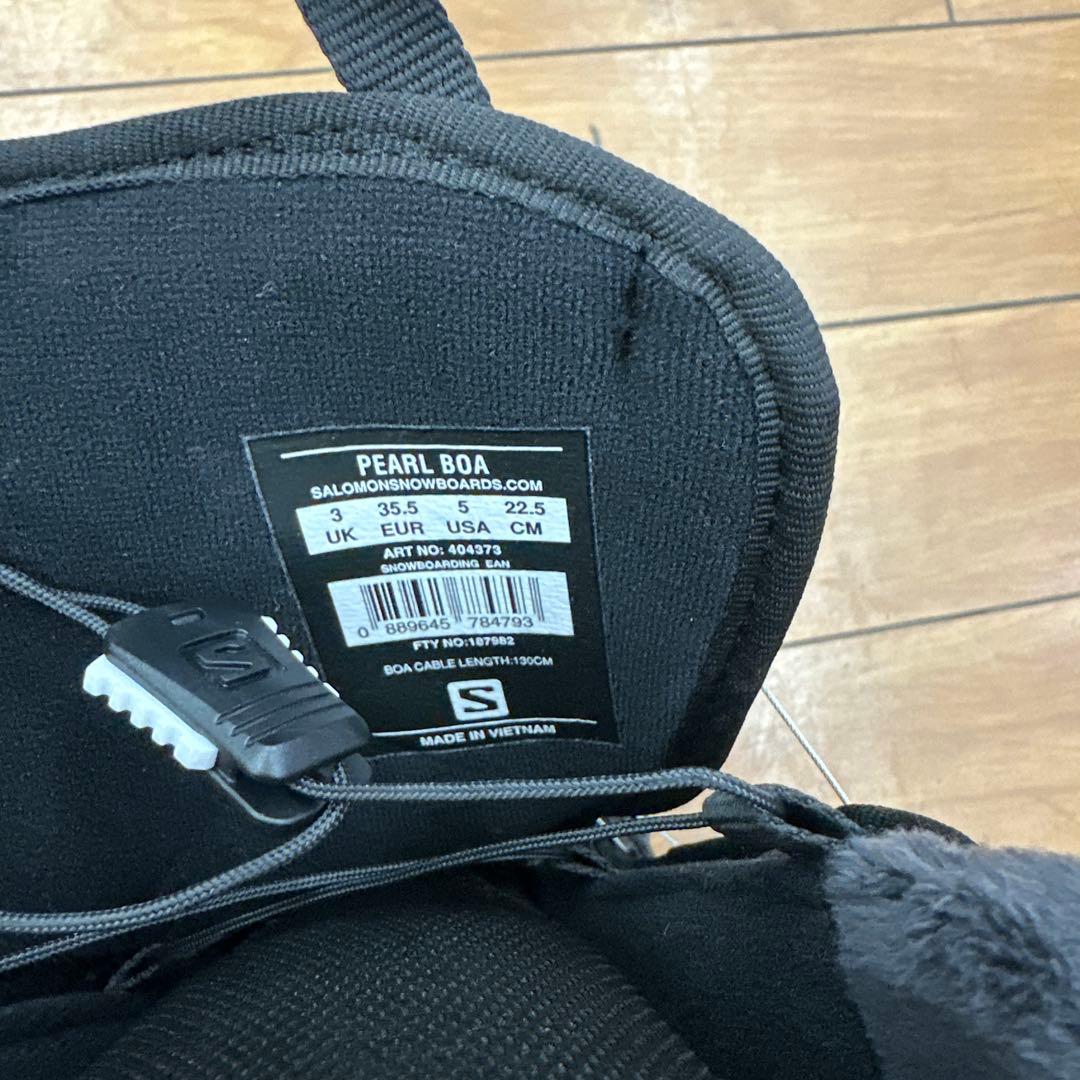 PEARL BOA
SALOMONSNOWBOARDS.COM
3 35.5 5 22.5
UK EUR USA CM
ART NO: 404373
SNOWBOARDING EAN
0 889645 784793
FTY NO:187982
BOA CABLE LENGTH:130CM
S
MADE IN VIETNAM